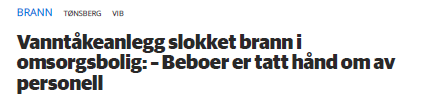 BRANN TØNSBERG VIB
Vanntåkeanlegg slokket brann i
omsorgsbolig: – Beboer er tatt hånd om av
personell